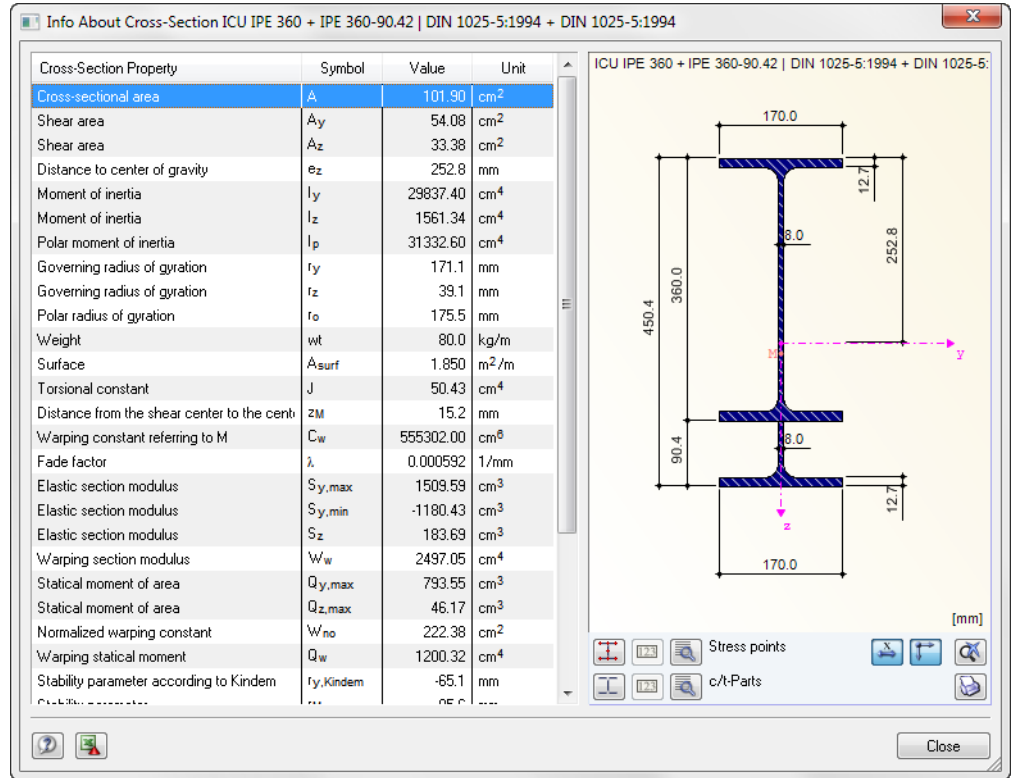 Info About Cross-Section ICU IPE 360 + IPE 360-90.42 | DIN 1025-5:1994 + DIN 1025-5:1994
Cross-Section Property Symbol Value Unit
Cross-sectional area A 101.90 cm2
Shear area Ay 54.08 cm2
Shear area Az 33.38 cm2
Distance to center of gravity ez 252.8 mm
Moment of inertia Iy 29837.40 cm4
Moment of inertia Iz 1561.34 cm4
Polar moment of inertia Ip 31332.60 cm4
Governing radius of gyration ry 171.1 mm
Governing radius of gyration rz 39.1 mm
Polar radius of gyration ro 175.5 mm
Weight wt 80.0 kg/m
Surface Asurf 1.850 m2/m
Torsional constant J 50.43 cm4
Distance from the shear center to the cente zM 15.2 mm
Warping constant referring to M Cw 555302.00 cm6
Fade factor λ 0.000592 1/mm
Elastic section modulus Sy,max 1509.59 cm3
Elastic section modulus Sy,min -1180.43 cm3
Elastic section modulus Sz 183.69 cm3
Warping section modulus Ww 2497.05 cm4
Statical moment of area Qy,max 793.55 cm3
Statical moment of area Qz,max 46.17 cm3
Normalized warping constant Wno 222.38 cm2
Warping statical moment Qw 1200.32 cm4
Stability parameter according to Kindem ry,Kindem -65.1 mm
ICU IPE 360 + IPE 360-90.42 | DIN 1025-5:1994 + DIN 1025-5:
170.0
12.7
8.0
252.8
360.0
450.4
M
y
8.0
90.4
12.7
z
170.0
[mm]
Stress points
c/t-Parts
Close